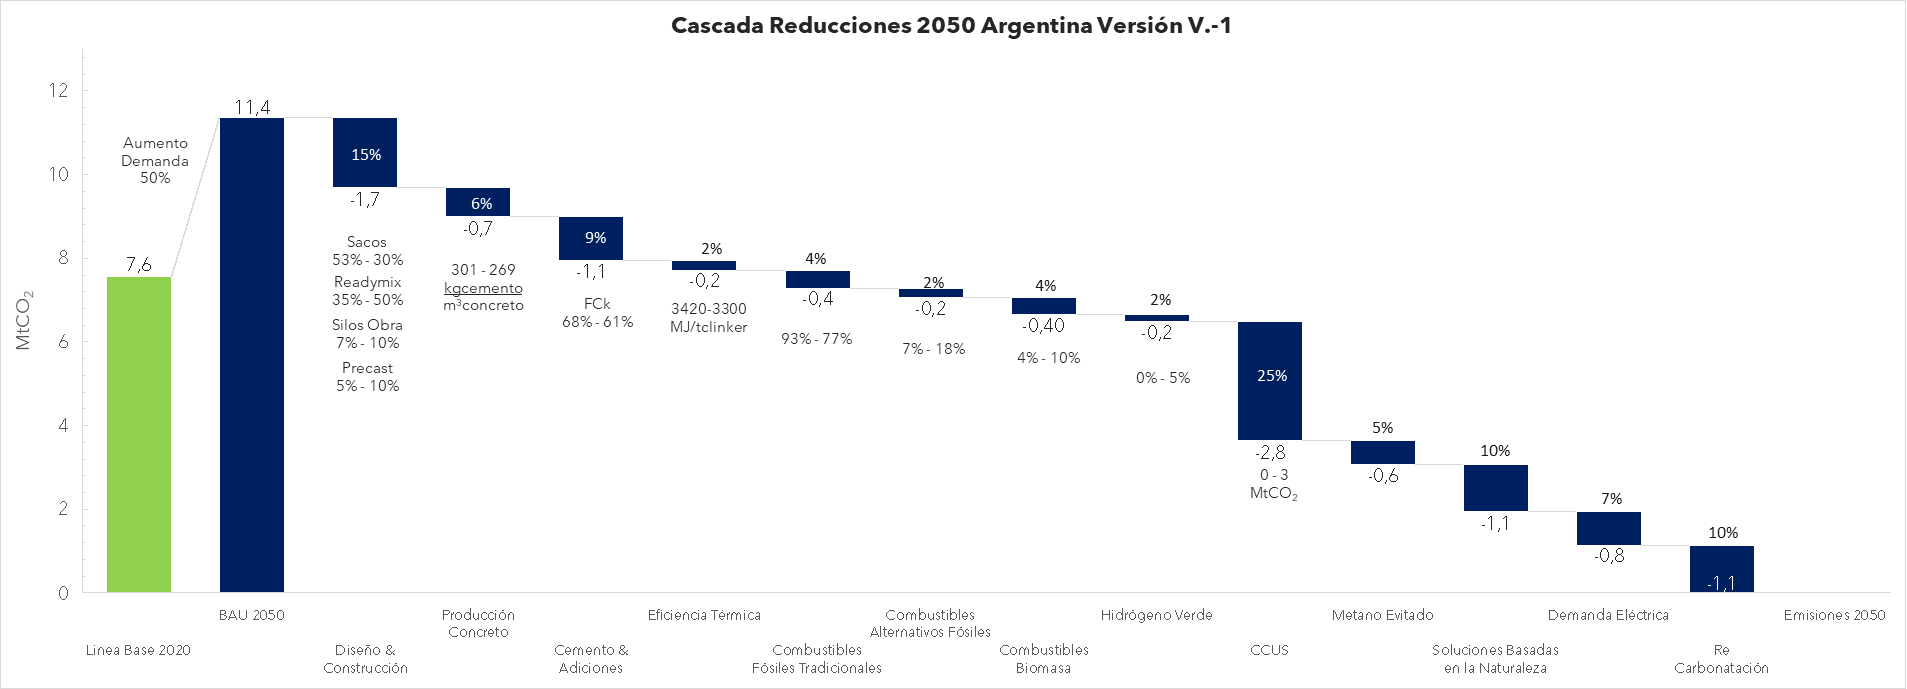 Cascada Reducciones 2050 Argentina Versión V.-1
MtCO₂
12
10
8
6
4
2
0
7,6
Aumento
Demanda
50%
11,4
15%
-1,7
Sacos
53% - 30%
Readymix
35% - 50%
Silos Obra
7% - 10%
Precast
5% - 10%
6%
-0,7
301 - 269
kgcemento
m³concreto
9%
-1,1
FCk
68% - 61%
2%
-0,2
3420-3300
MJ/tclinker
4%
-0,4
93% - 77%
2%
-0,2
7% - 18%
4%
-0,40
4% - 10%
2%
-0,2
0% - 5%
25%
-2,8
0 - 3
MtCO₂
5%
-0,6
10%
-1,1
7%
-0,8
10%
-1,1
Linea Base 2020
BAU 2050
Diseño &
Construcción
Producción
Concreto
Cemento &
Adiciones
Eficiencia Térmica
Combustibles
Fósiles Tradicionales
Combustibles
Alternativos Fósiles
Combustibles
Biomasa
Hidrógeno Verde
CCUS
Metano Evitado
Soluciones Basadas
en la Naturaleza
Demanda Eléctrica
Re
Carbonatación
Emisiones 2050